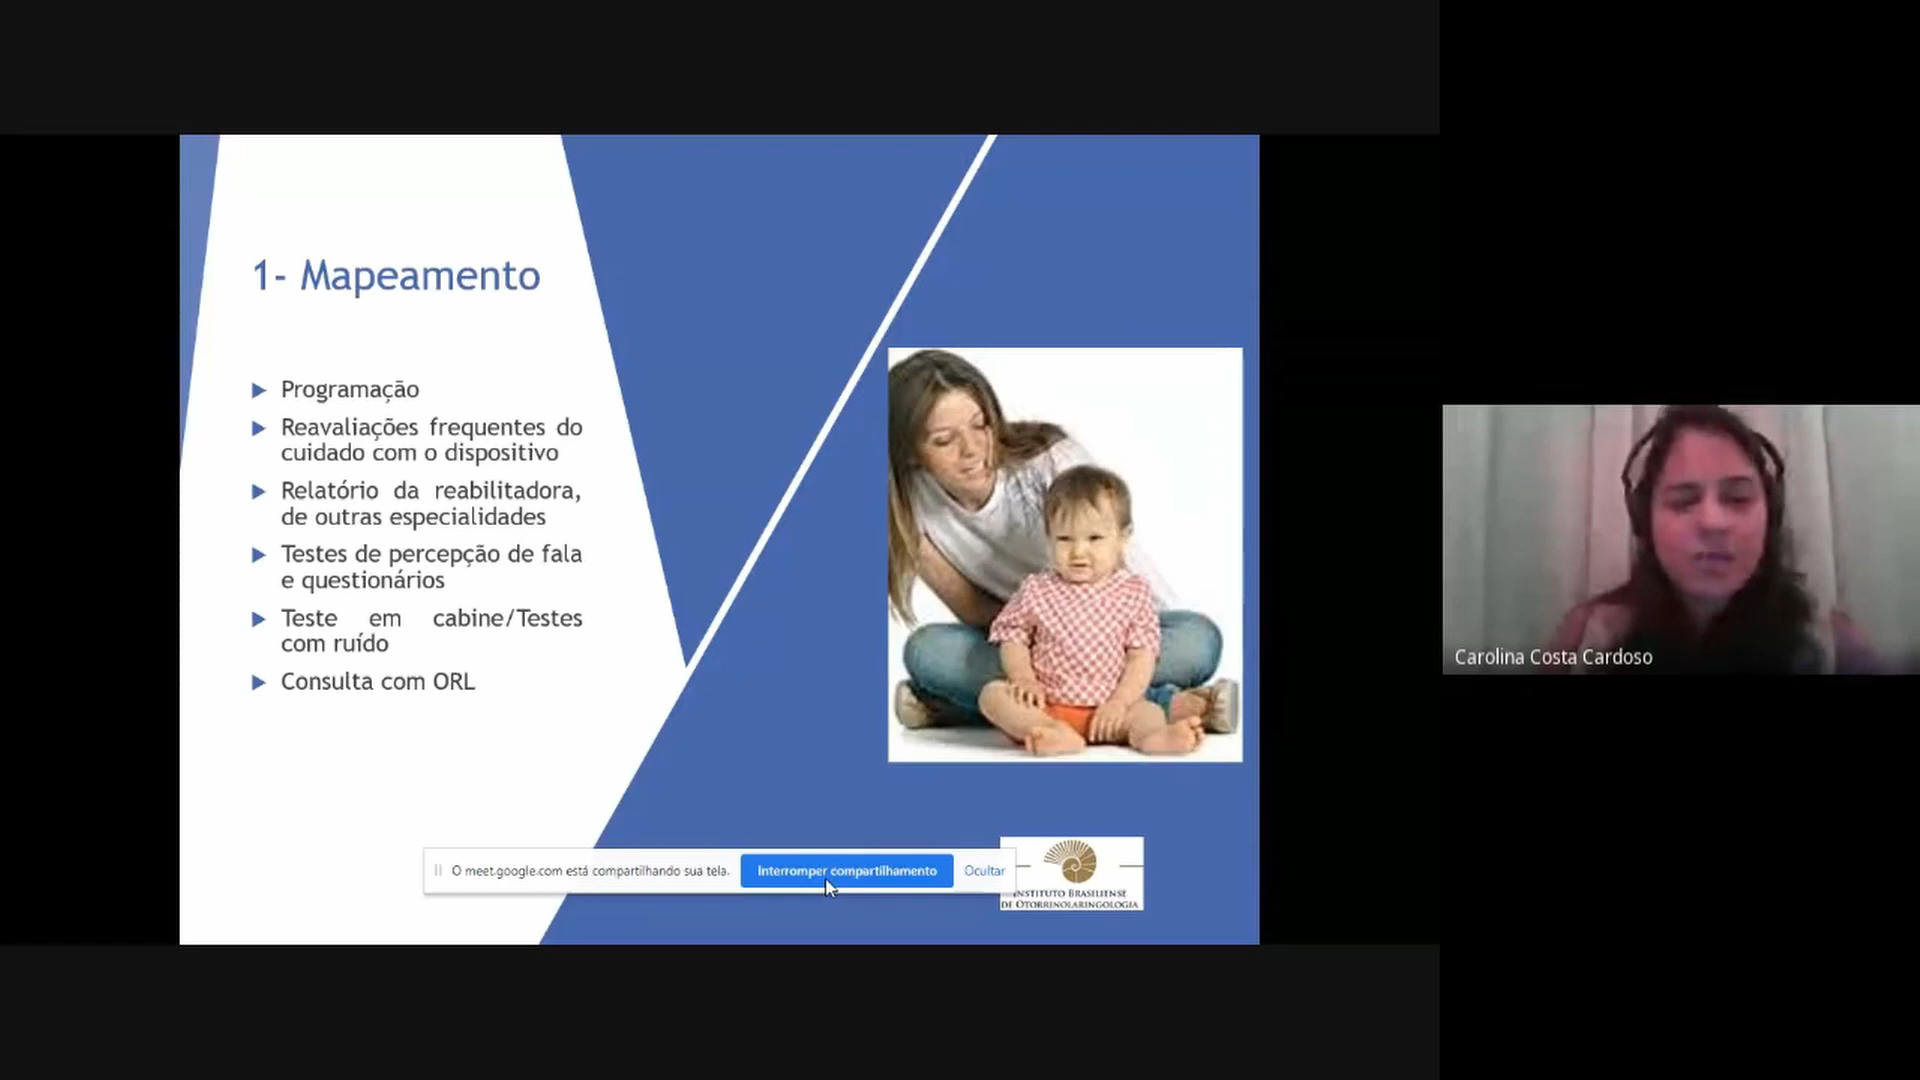 1- Mapeamento
Programação
Reavaliações frequentes do
cuidado com o dispositivo
Relatório da reabilitadora,
de outras especialidades
Testes de percepção de fala
e questionários
Teste em cabine/Testes
com ruído
Consulta com ORL
O meet.google.com está compartilhando sua tela.
Interromper compartilhamento
Ocultar
INSTITUTO BRASILIENSE
DE OTORRINOLARINGOLOGIA
Carolina Costa Cardoso